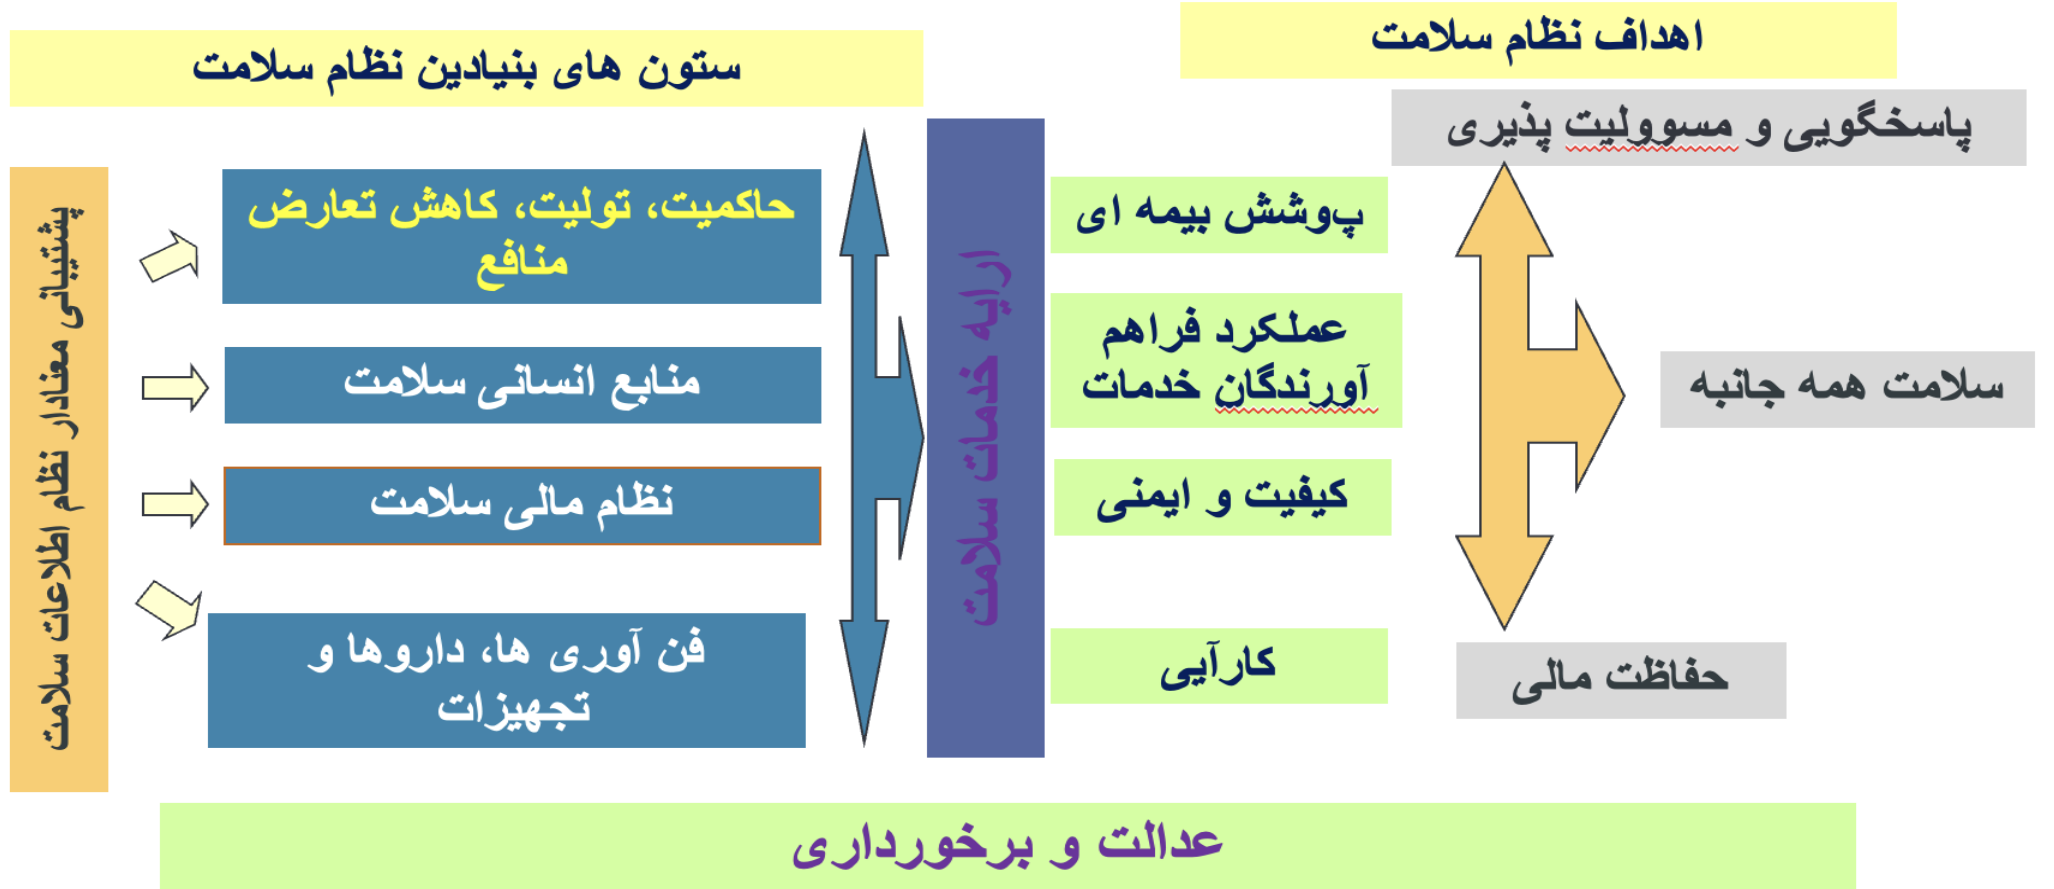 اهداف نظام سلامت
ستون های بنیادین نظام سلامت
پاسخگویی و مسوولیت پذیری
سلامت همه جانبه
حفاظت مالی
پوشش بیمه ای
عملکرد فراهم
آورندگان خدمات
کیفیت و ایمنی
کارآیی
ارایه خدمات سلامت
حاکمیت، تولیت، کاهش تعارض
منافع
منابع انسانی سلامت
نظام مالی سلامت
فن آوری ها، داروها و
تجهیزات
پشتیبانی معنادار نظام اطلاعات سلامت
عدالت و برخورداری